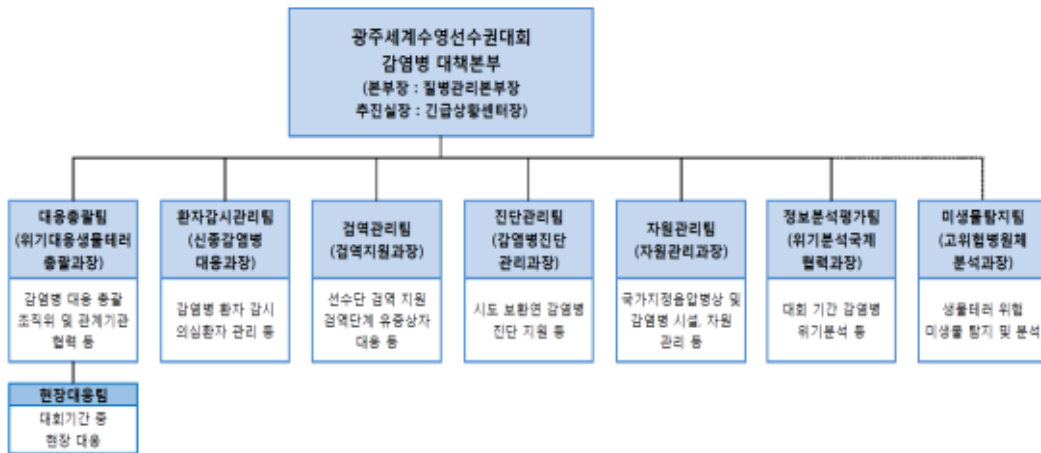 광주세계수영선수권대회
감염병 대책본부
(본부장 : 질병관리본부장
추진실장 : 긴급상황센터장)
대응총괄팀
(위기대응생물테러
총괄과장)
감염병 대응 총괄
조직위 및 관계기관
협력 등
현장대응팀
대회기간 중
현장 대응
환자감시관리팀
(신종감염병
대응과장)
감염병 환자 감시
의심환자 관리 등
검역관리팀
(검역지원과장)
선수단 검역 지원
검역단계 유증상자
대응 등
진단관리팀
(감염병진단
관리과장)
시도 보환연 감염병
진단 지원 등
자원관리팀
(자원관리과장)
국가지정음압병상 및
감염병 시설, 자원
관리 등
정보분석평가팀
(위기분석국제
협력과장)
대회 기간 감염병
위기분석 등
미생물탐지팀
(고위험병원체
분석과장)
생물테러 위험
미생물 탐지 및 분석